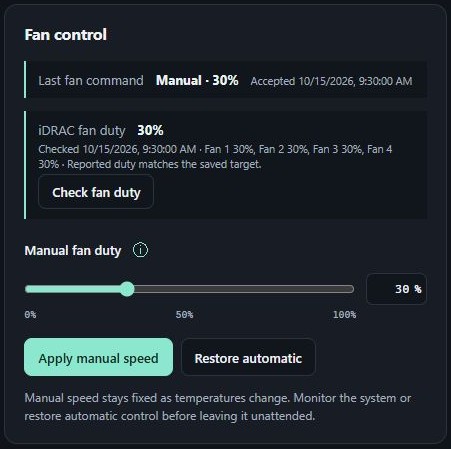 Fan control
Last fan command Manual · 30% Accepted 10/15/2026, 9:30:00 AM
iDRAC fan duty 30%
Checked 10/15/2026, 9:30:00 AM · Fan 1 30%, Fan 2 30%, Fan 3 30%, Fan 4
30% · Reported duty matches the saved target.
Check fan duty
Manual fan duty i
30 %
0% 50% 100%
Apply manual speed Restore automatic
Manual speed stays fixed as temperatures change. Monitor the system or
restore automatic control before leaving it unattended.